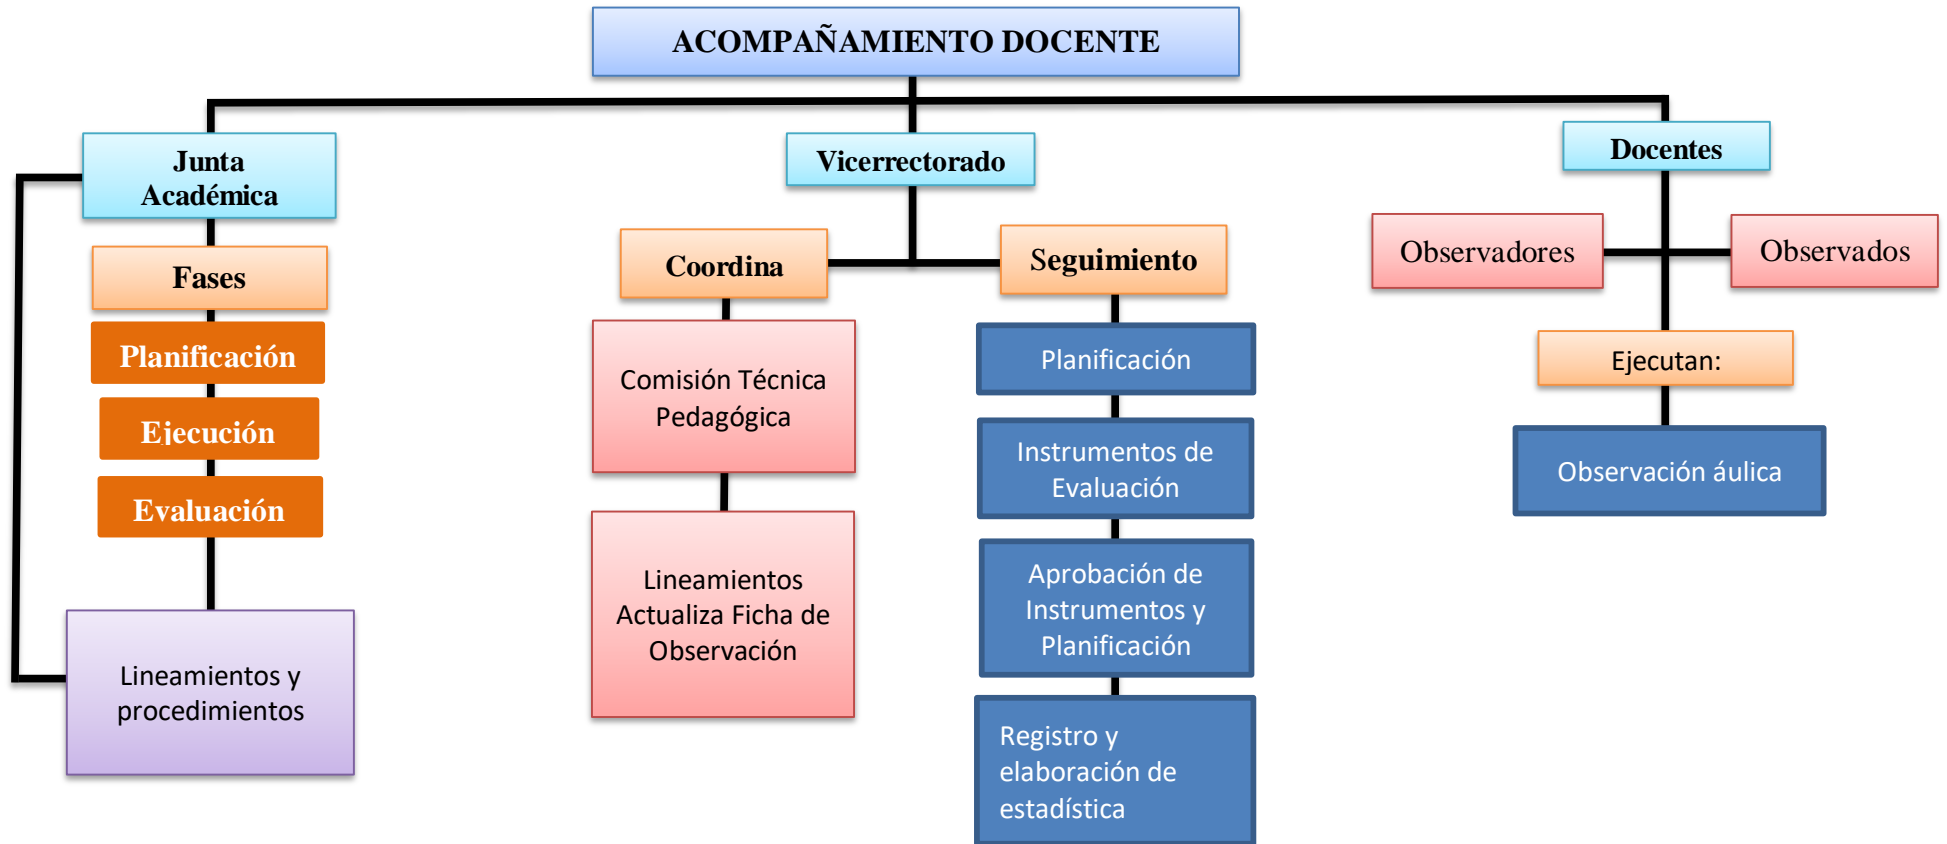 ACOMPAÑAMIENTO DOCENTE
Junta
Académica
Fases
Planificación
Ejecución
Evaluación
Lineamientos y
procedimientos
Vicerrectorado
Coordina
Comisión Técnica
Pedagógica
Lineamientos
Actualiza Ficha de
Observación
Seguimiento
Planificación
Instrumentos de
Evaluación
Aprobación de
Instrumentos y
Planificación
Registro y
elaboración de
estadística
Docentes
Observadores
Observados
Ejecutan:
Observación áulica